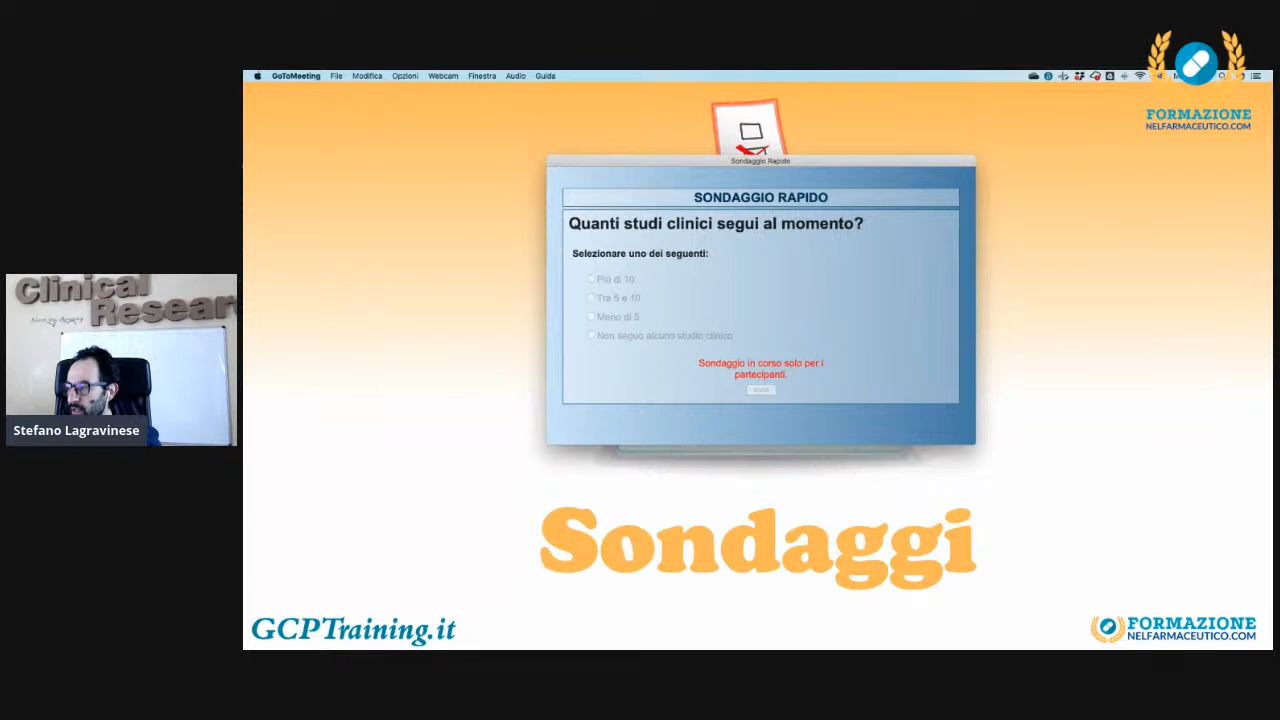 FORMAZIONE
NELFARMACEUTICO.COM
GoToMeeting File Modifica Opzioni Webcam Finestra Audio Guida
Sondaggio Rapido
SONDAGGIO RAPIDO
Quanti studi clinici segui al momento?
Selezionare uno dei seguenti:
Più di 10
Tra 5 e 10
Meno di 5
Non seguo alcuno studio clinico
Sondaggio in corso solo per i
partecipanti.
Clinical
Research
Stefano Lagravinese
Sondaggi
GCPTraining.it
FORMAZIONE
NELFARMACEUTICO.COM